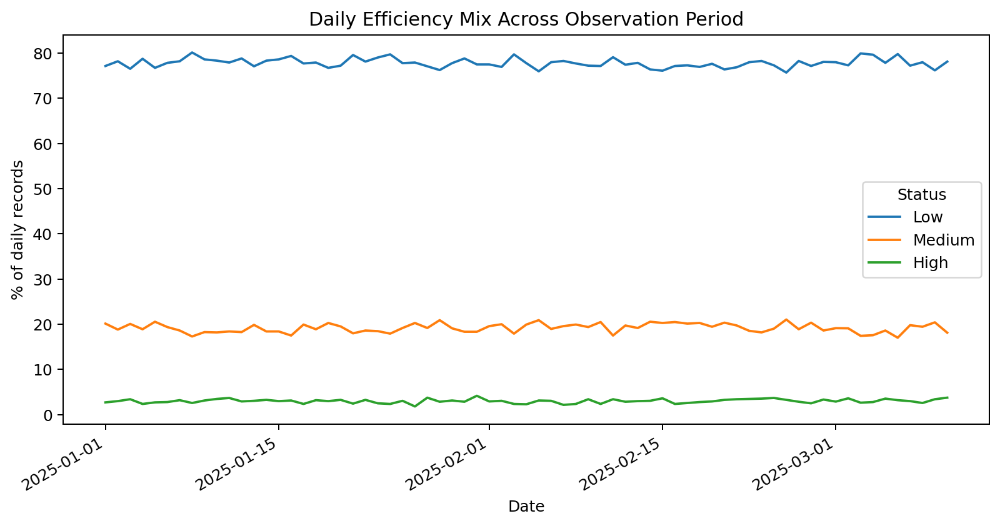 Daily Efficiency Mix Across Observation Period
% of daily records
80
70
60
50
40
30
20
10
0
Status
Low
Medium
High
2025-01-01
2025-01-15
2025-02-01
2025-02-15
2025-03-01
Date